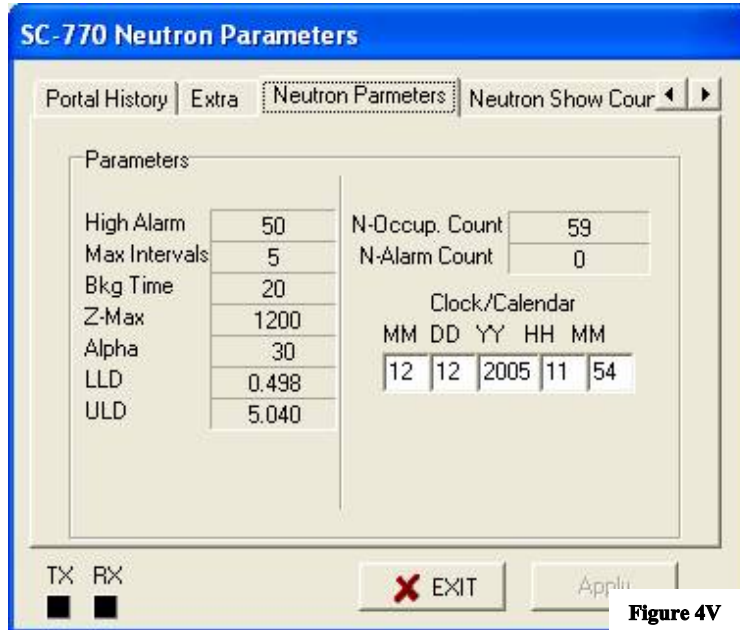 SC-770 Neutron Parameters
Portal History Extra Neutron Parmeters Neutron Show Cour
Parameters
High Alarm 50
Max Intervals 5
Bkg Time 20
Z-Max 1200
Alpha 30
LLD 0.498
ULD 5.040
N-Occup. Count 59
N-Alarm Count 0
Clock/Calendar
MM DD YY HH MM
12 12 2005 11 54
TX RX
EXIT
Apply
Figure 4V